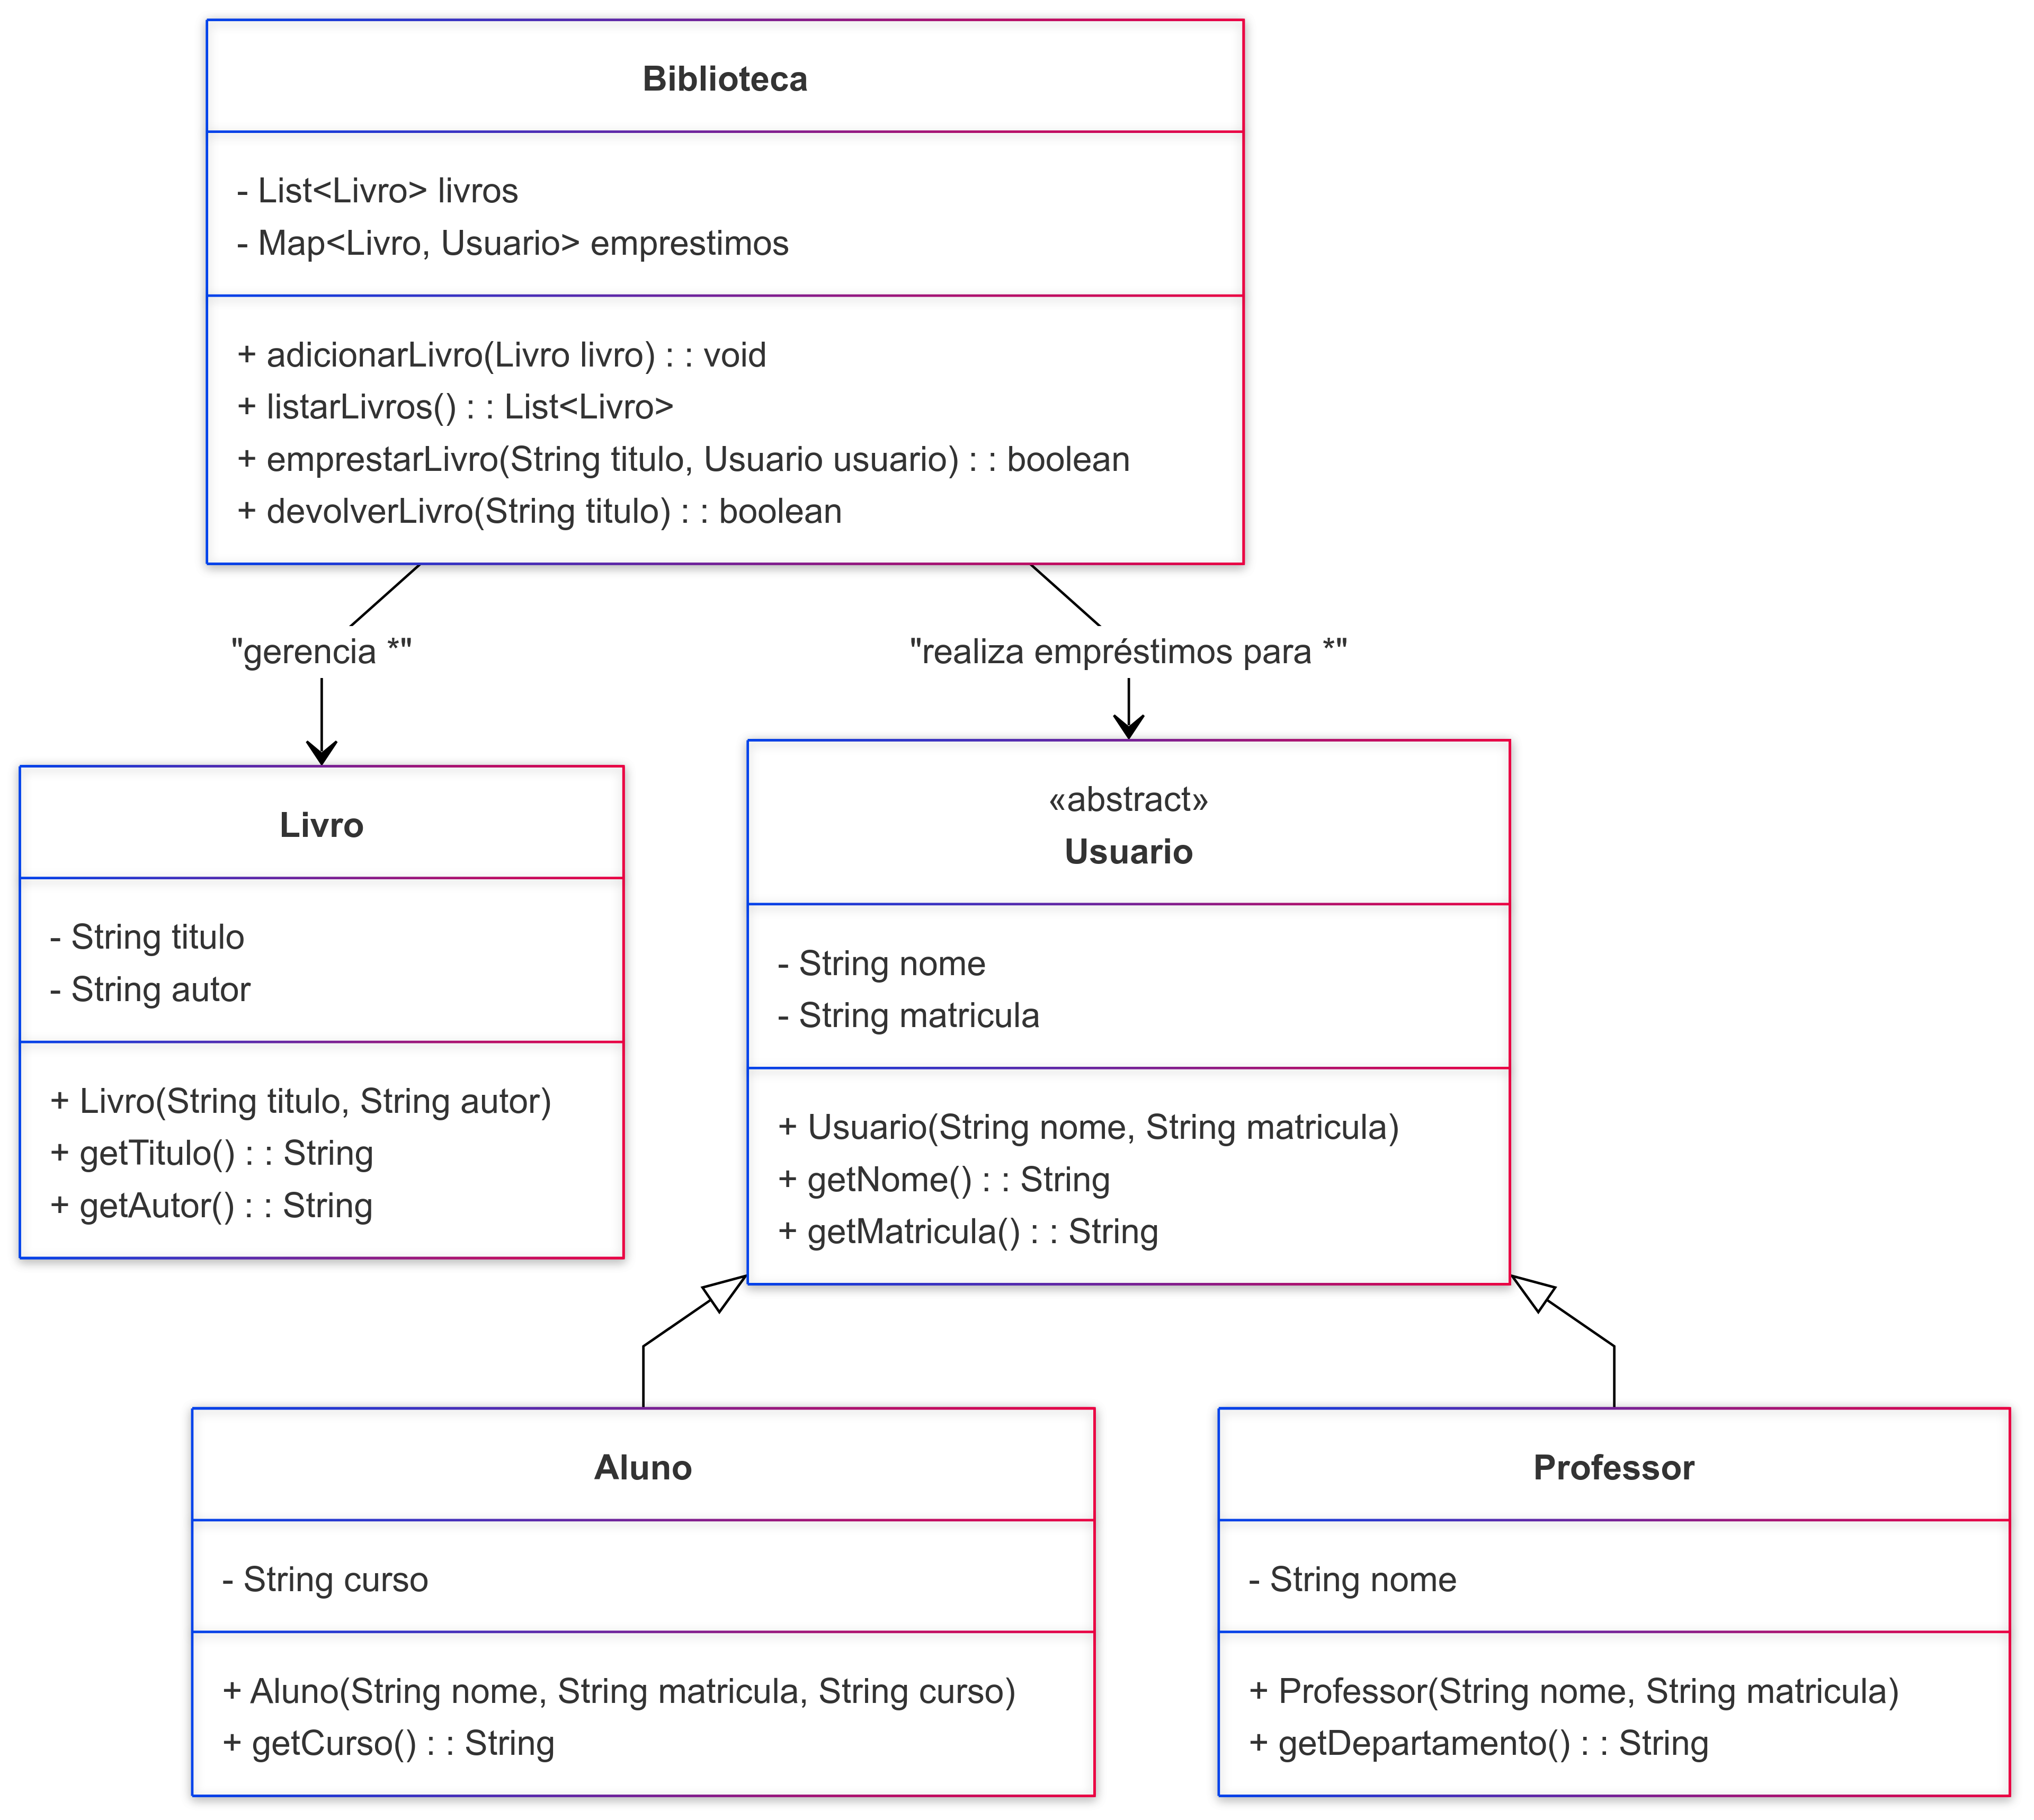 Biblioteca
- List<Livro> livros
- Map<Livro, Usuario> emprestimos
+ adicionarLivro(Livro livro) : : void
+ listarLivros() : : List<Livro>
+ emprestarLivro(String titulo, Usuario usuario) : : boolean
+ devolverLivro(String titulo) : : boolean
"gerencia *"
"realiza empréstimos para *"
Livro
- String titulo
- String autor
+ Livro(String titulo, String autor)
+ getTitulo() : : String
+ getAutor() : : String
«abstract»
Usuario
- String nome
- String matricula
+ Usuario(String nome, String matricula)
+ getNome() : : String
+ getMatricula() : : String
Aluno
- String curso
+ Aluno(String nome, String matricula, String curso)
+ getCurso() : : String
Professor
- String nome
+ Professor(String nome, String matricula)
+ getDepartamento() : : String